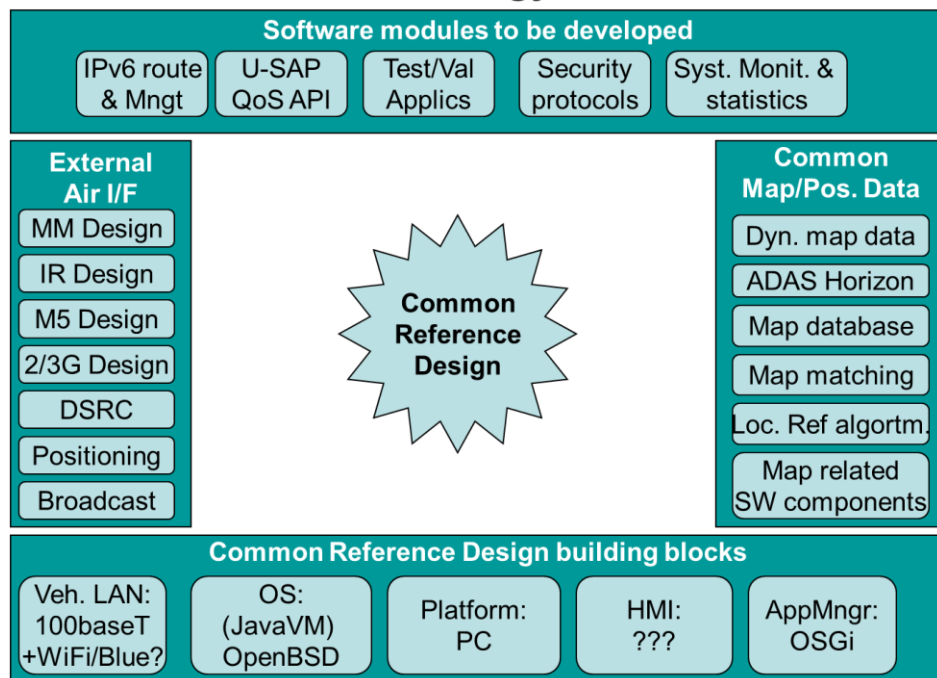 Software modules to be developed
IPv6 route
& Mngt
U-SAP
QoS API
Test/Val
Applics
Security
protocols
Syst. Monit. &
statistics
External
Air I/F
MM Design
IR Design
M5 Design
2/3G Design
DSRC
Positioning
Broadcast
Common
Reference
Design
Common
Map/Pos. Data
Dyn. map data
ADAS Horizon
Map database
Map matching
Loc. Ref algortm.
Map related
SW components
Common Reference Design building blocks
Veh. LAN:
100baseT
+WiFi/Blue?
OS:
(JavaVM)
OpenBSD
Platform:
PC
HMI:
???
AppMngr:
OSGi